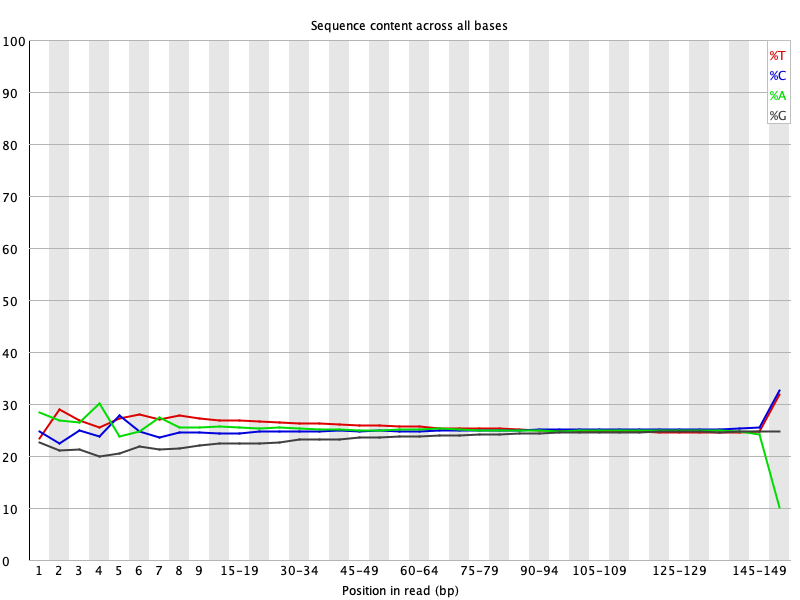 Sequence content across all bases
100
90
80
70
60
50
40
30
20
10
0
%T
%C
%A
%G
1 2 3 4 5 6 7 8 9 15-19 30-34 45-49 60-64 75-79 90-94 105-109 125-129 145-149
Position in read (bp)